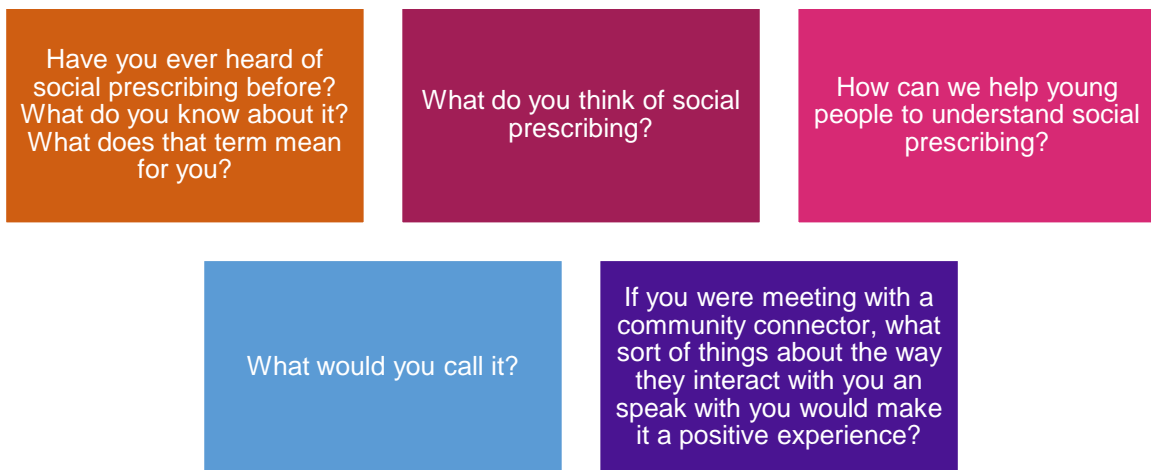 Have you ever heard of
social prescribing before?
What do you know about it?
What does that term mean
for you?
What do you think of social
prescribing?
How can we help young
people to understand social
prescribing?
What would you call it?
If you were meeting with a
community connector, what
sort of things about the way
they interact with you an
speak with you would make
it a positive experience?